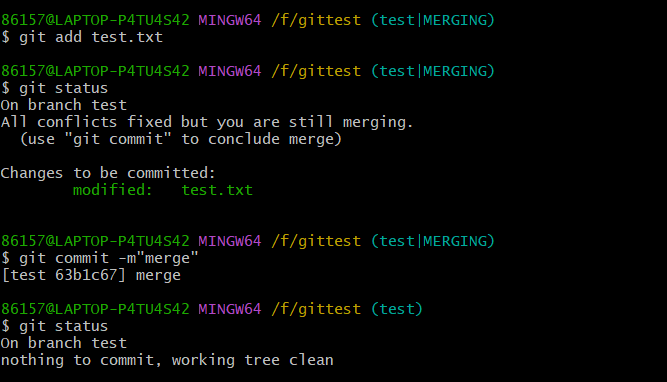 86157@LAPTOP-P4TU4S42 MINGW64 /f/gittest (test|MERGING)
$ git add test.txt
86157@LAPTOP-P4TU4S42 MINGW64 /f/gittest (test|MERGING)
$ git status
On branch test
All conflicts fixed but you are still merging.
  (use "git commit" to conclude merge)
Changes to be committed:
        modified:   test.txt
86157@LAPTOP-P4TU4S42 MINGW64 /f/gittest (test|MERGING)
$ git commit -m"merge"
[test 63b1c67] merge
86157@LAPTOP-P4TU4S42 MINGW64 /f/gittest (test)
$ git status
On branch test
nothing to commit, working tree clean